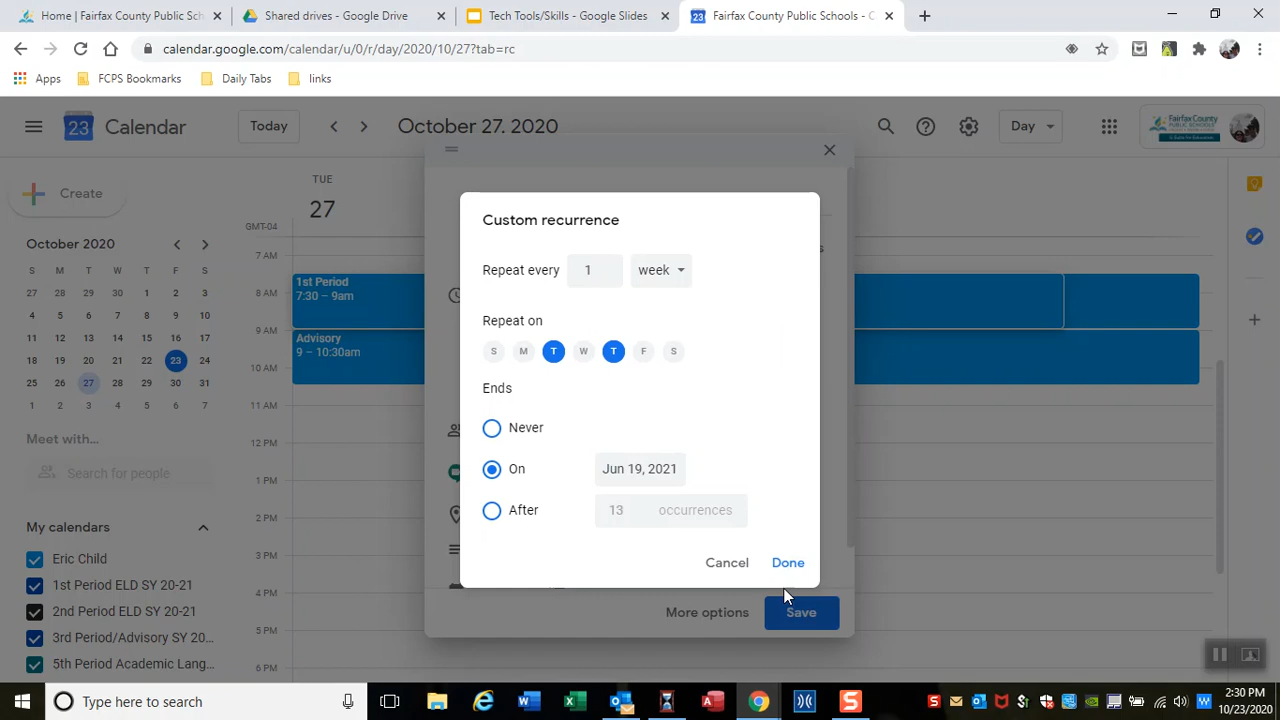 Home | Fairfax County Public Sch
Shared drives - Google Drive
Tech Tools/Skills - Google Slides
Fairfax County Public Schools - C
calendar.google.com/calendar/u/0/r/day/2020/10/27?tab=rc
Apps
FCPS Bookmarks
Daily Tabs
links
23 Calendar
Today
October 27, 2020
Day
Fairfax County
PUBLIC SCHOOLS
Create
TUE
27
GMT-04
October 2020
S M T W T F S
27 28 29 30 1 2 3
4 5 6 7 8 9 10
11 12 13 14 15 16 17
18 19 20 21 22 23 24
25 26 27 28 29 30 31
1 2 3 4 5 6 7
Meet with...
Search for people
My calendars
Eric Child
1st Period ELD SY 20-21
2nd Period ELD SY 20-21
3rd Period/Advisory SY 20...
5th Period Academic Lang...
7 AM
8 AM
9 AM
10 AM
11 AM
12 PM
1 PM
2 PM
3 PM
4 PM
5 PM
6 PM
1st Period
7:30 – 9am
Advisory
9 – 10:30am
Custom recurrence
Repeat every 1 week
Repeat on
S M T W T F S
Ends
Never
On Jun 19, 2021
After 13 occurrences
Cancel Done
More options Save
Type here to search
2:30 PM
10/23/2020